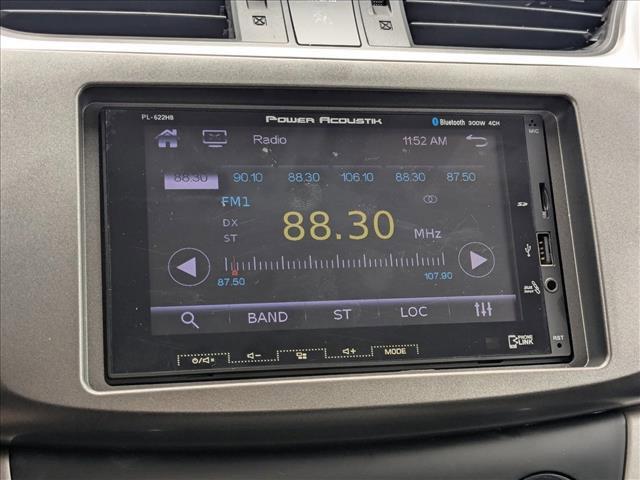 PL-622HB POWER ACOUSTIK Bluetooth 300W 4CH
MIC
Radio 11:52 AM
88.30 90.10 88.30 106.10 88.30 87.50
FM1
DX
ST
88.30 MHz
87.50 107.90
BAND ST LOC
MODE
PHONE LINK
RST